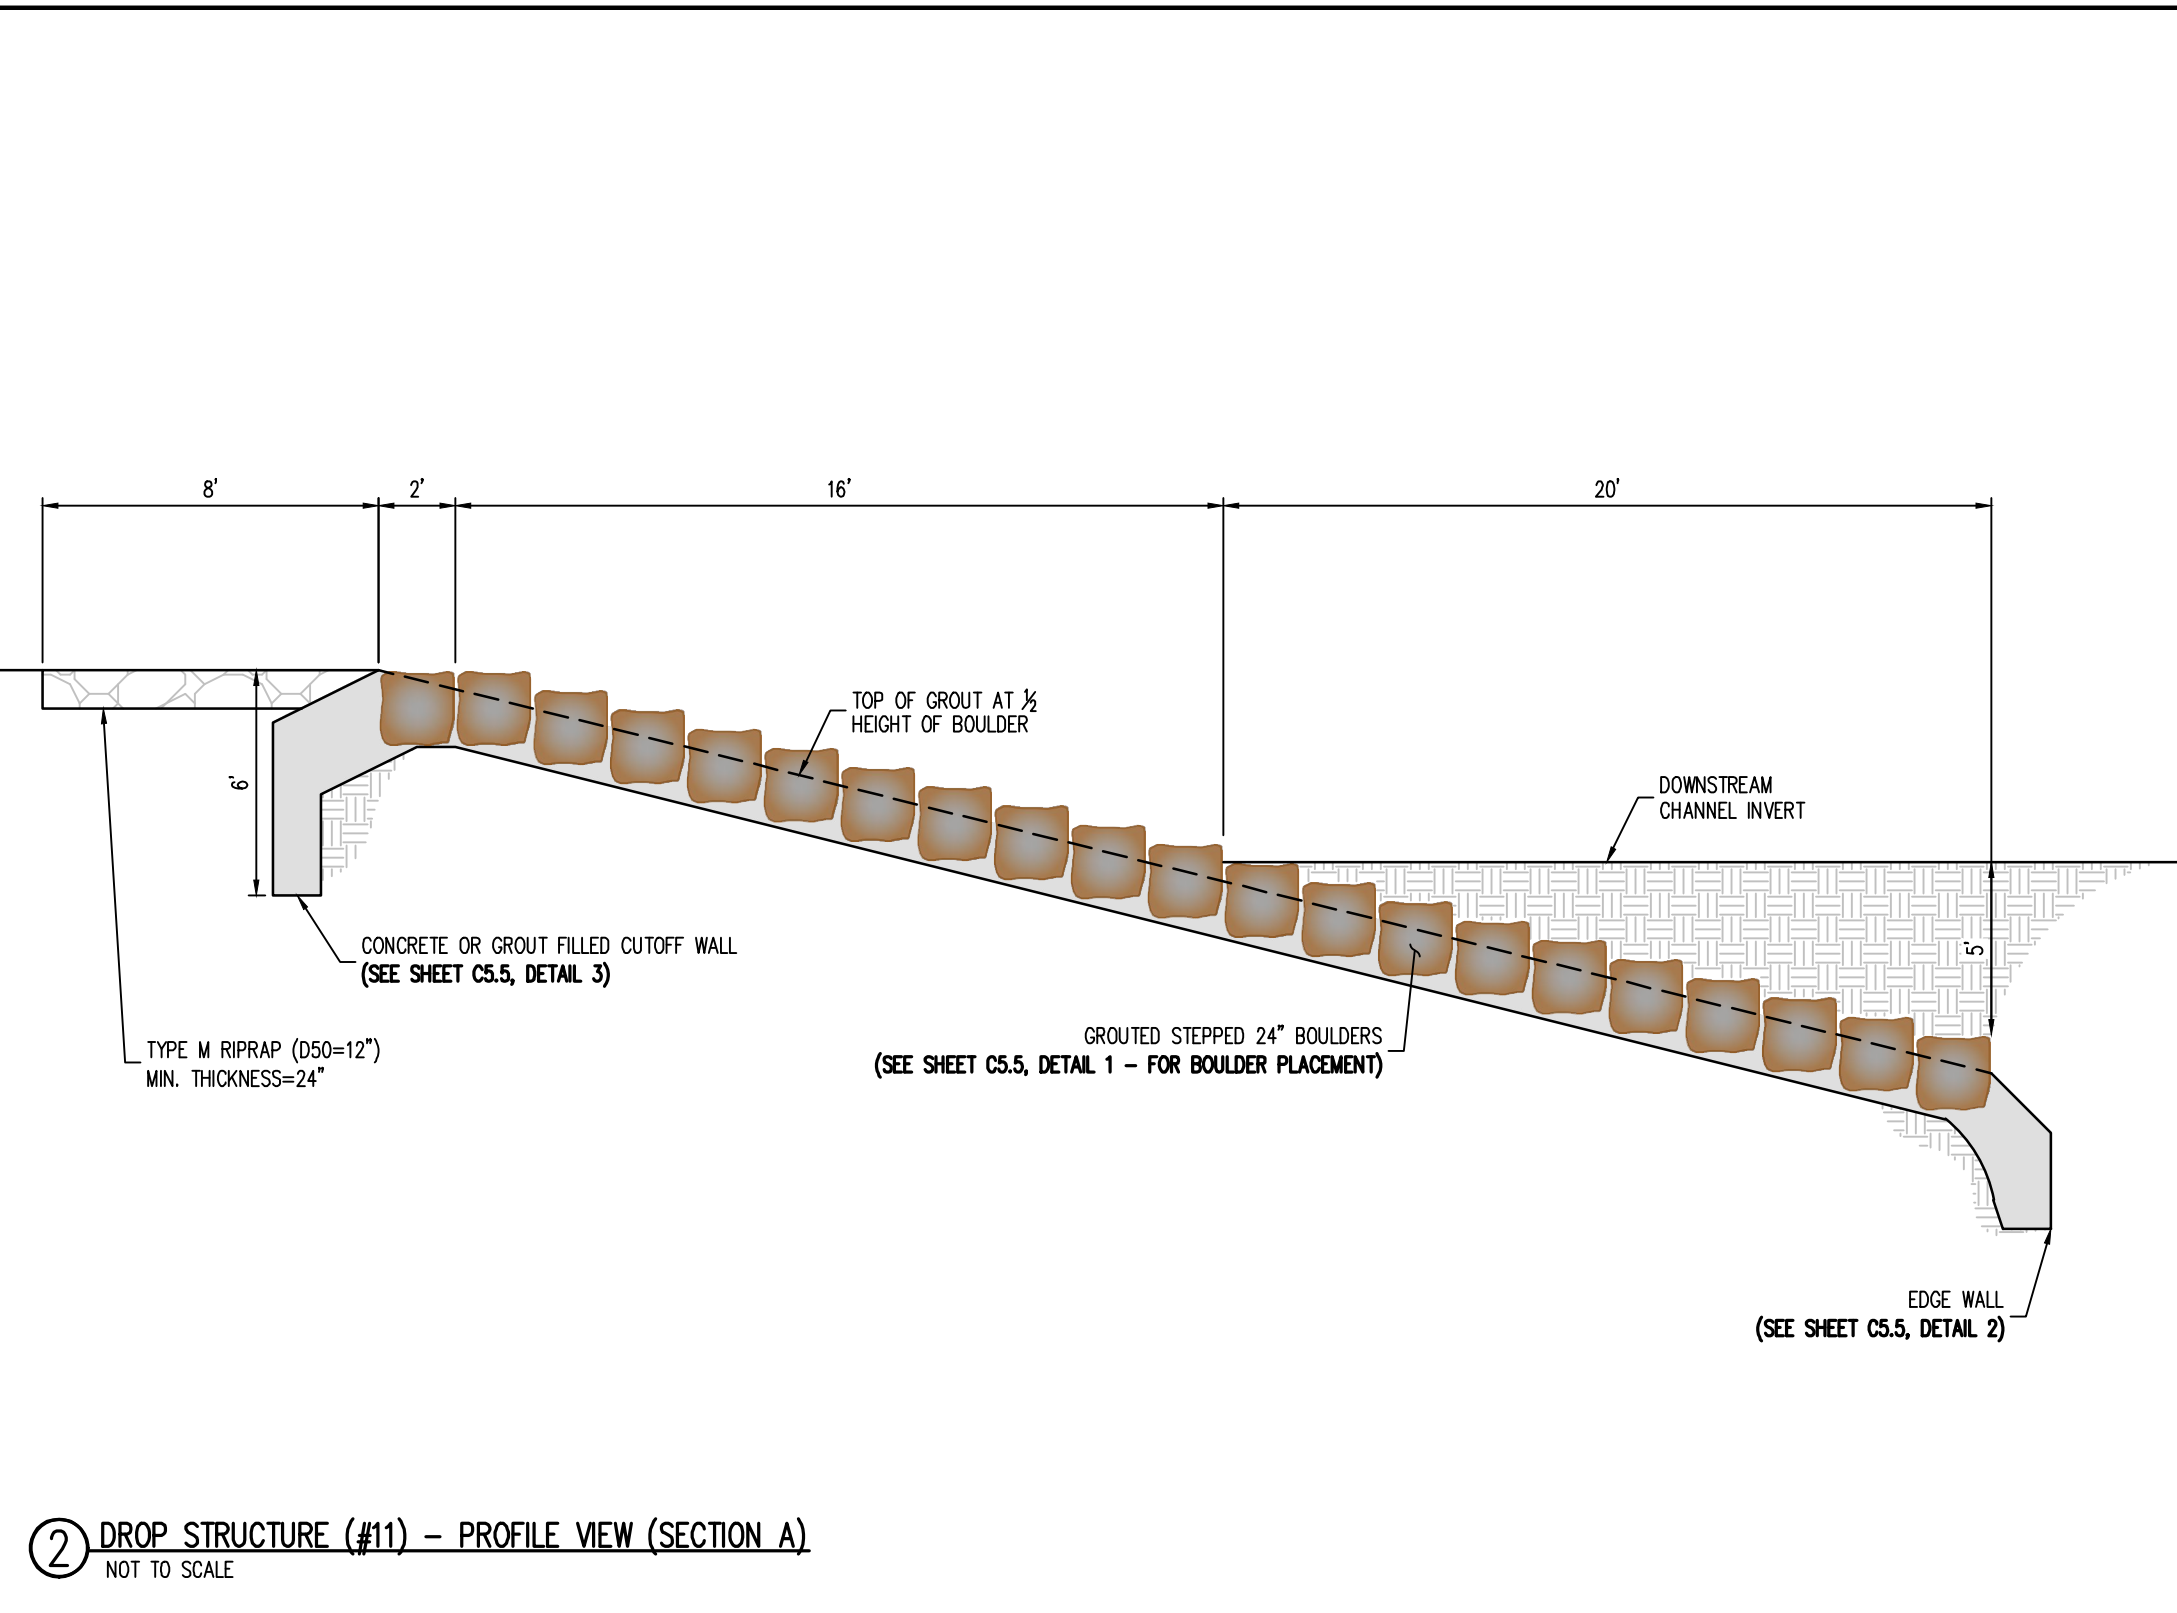 8'
2'
16'
20'
TOP OF GROUT AT ½
HEIGHT OF BOULDER
6'
DOWNSTREAM
CHANNEL INVERT
5'
CONCRETE OR GROUT FILLED CUTOFF WALL
(SEE SHEET C5.5, DETAIL 3)
TYPE M RIPRAP (D50=12")
MIN. THICKNESS=24"
GROUTED STEPPED 24" BOULDERS
(SEE SHEET C5.5, DETAIL 1 – FOR BOULDER PLACEMENT)
EDGE WALL
(SEE SHEET C5.5, DETAIL 2)
2 DROP STRUCTURE (#11) – PROFILE VIEW (SECTION A)
NOT TO SCALE